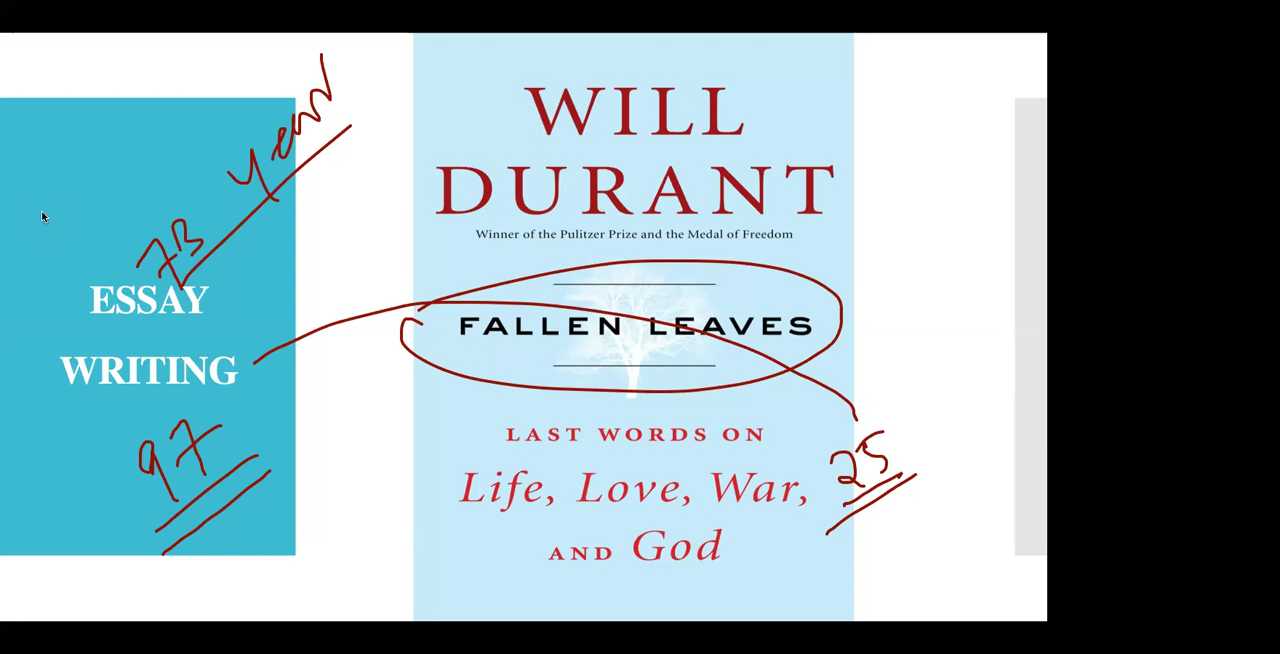 73 Year
ESSAY
WRITING
97
WILL
DURANT
Winner of the Pulitzer Prize and the Medal of Freedom
FALLEN LEAVES
LAST WORDS ON
Life, Love, War,
AND God
25